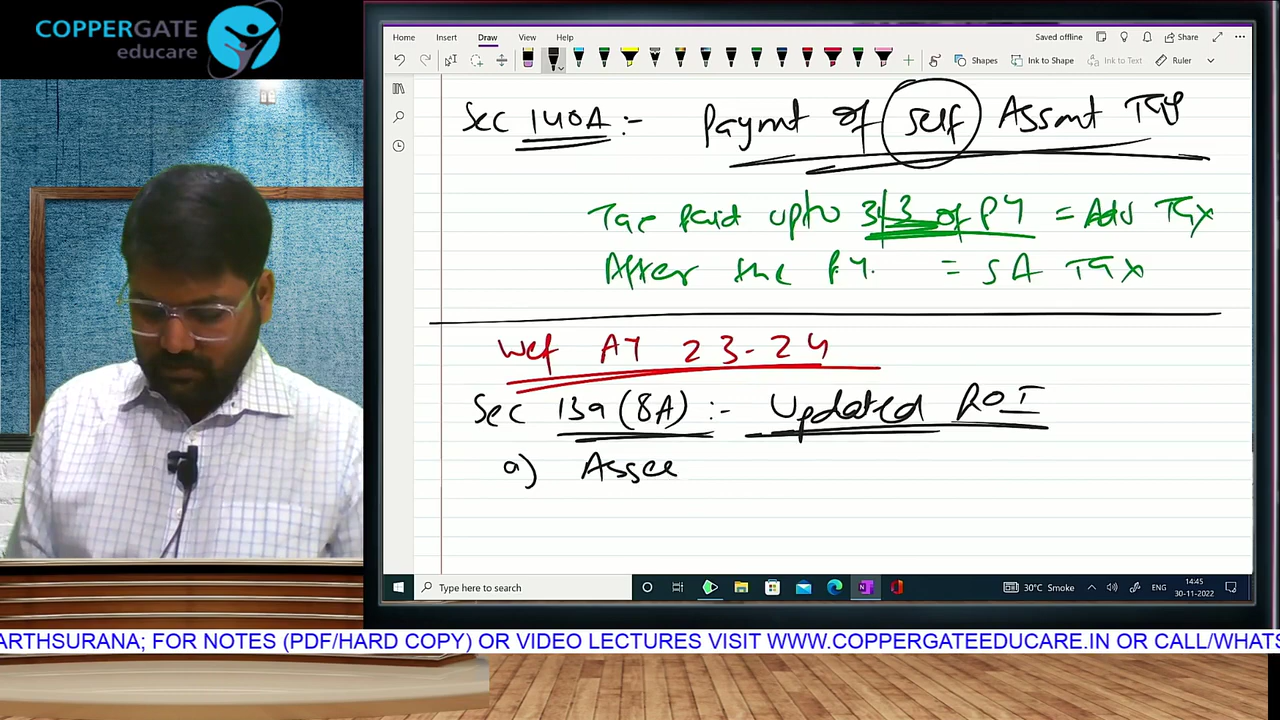 COPPERGATE
educare
Home Insert Draw View Help
Saved offline
Share
Shapes
Ink to Shape
Ink to Text
Ruler
Sec 140A :- Paymt of self Assmt Tax
Tax paid upto 31/3 of PY = Adv Tax
After the P.Y. = SA Tax
Wef AY 23-24
Sec 139(8A) :- Updated ROI
a) Assee
Type here to search
30°C Smoke
ENG
14:45
30-11-2022
ARTHSURANA; FOR NOTES (PDF/HARD COPY) OR VIDEO LECTURES VISIT WWW.COPPERGATEEDUCARE.IN OR CALL/WHATS